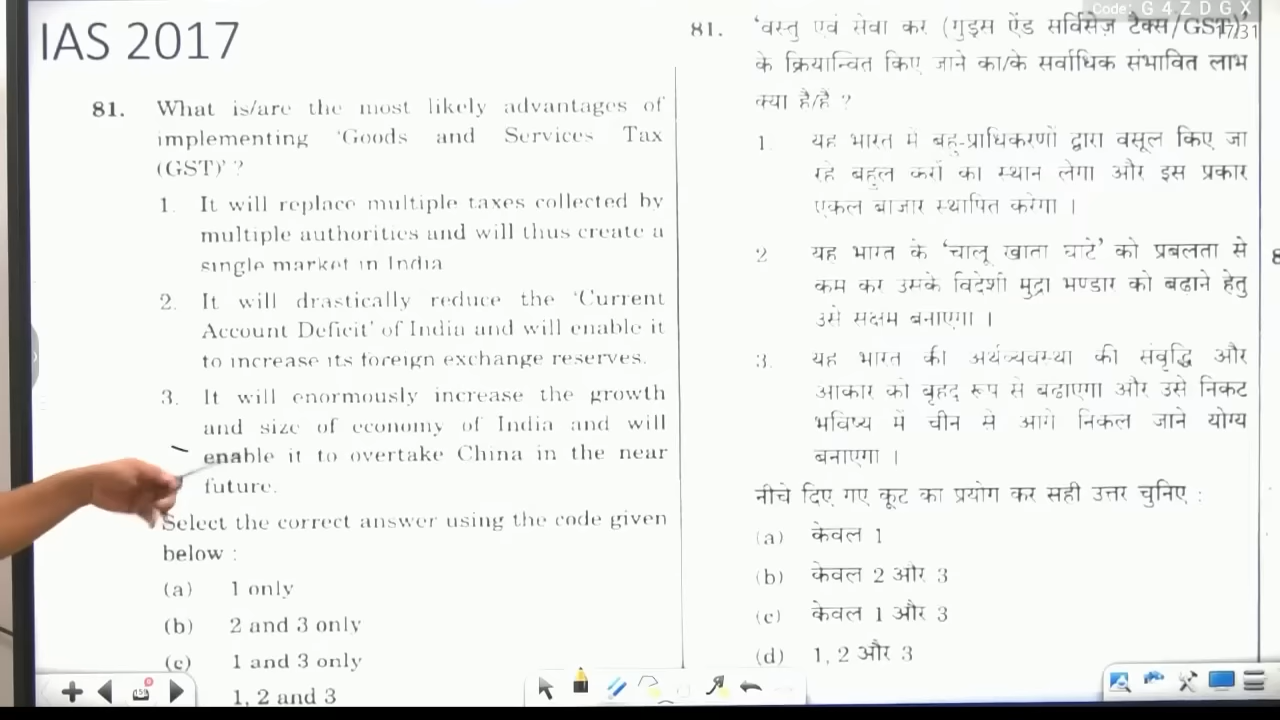 Code: G 4 Z D G X
IAS 2017
81. What is/are the most likely advantages of
implementing 'Goods and Services Tax
(GST)' ?
1. It will replace multiple taxes collected by
multiple authorities and will thus create a
single market in India
2. It will drastically reduce the 'Current
Account Deficit' of India and will enable it
to increase its foreign exchange reserves.
3. It will enormously increase the growth
and size of economy of India and will
enable it to overtake China in the near
future.
Select the correct answer using the code given
below :
(a) 1 only
(b) 2 and 3 only
(c) 1 and 3 only
1, 2 and 3
81. 'वस्तु एवं सेवा कर (गुड्स ऐंड सर्विसेज़ टैक्स/GST)'
के क्रियान्वित किए जाने का/के सर्वाधिक संभावित लाभ
क्या है/हैं ?
1. यह भारत में बहु-प्राधिकरणों द्वारा वसूल किए जा
रहे बहुल करों का स्थान लेगा और इस प्रकार
एकल बाजार स्थापित करेगा ।
2 यह भारत के 'चालू खाता घाटे' को प्रबलता से
कम कर उसके विदेशी मुद्रा भण्डार को बढाने हेतु
उसे सक्षम बनाएगा ।
3. यह भारत की अर्थव्यवस्था की संवृद्धि और
आकार को वृहद् रूप से बढाएगा और उसे निकट
भविष्य में चीन से आगे निकल जाने योग्य
बनाएगा ।
नीचे दिए गए कूट का प्रयोग कर सही उत्तर चुनिए :
(a) केवल 1
(b) केवल 2 और 3
(c) केवल 1 और 3
(d) 1, 2 और 3